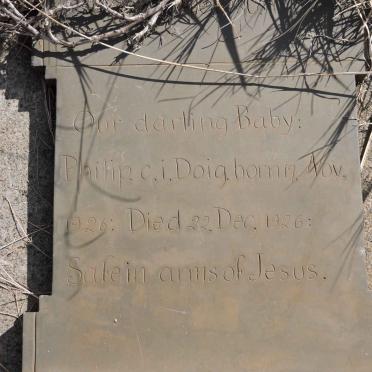 Our darling Baby:
Philip. C. i. Doig. born Nov.
1926: Died 22. Dec. 1926:
Safe in arms of Jesus.